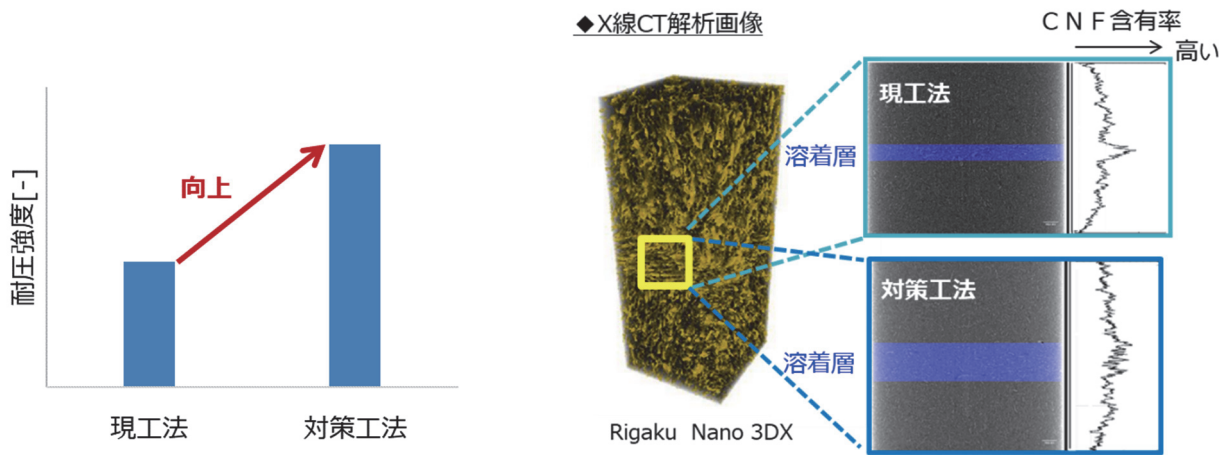 耐圧強度[-]
向上
現工法
対策工法
◆X線CT解析画像
ＣＮＦ含有率
高い
現工法
溶着層
対策工法
溶着層
Rigaku Nano 3DX